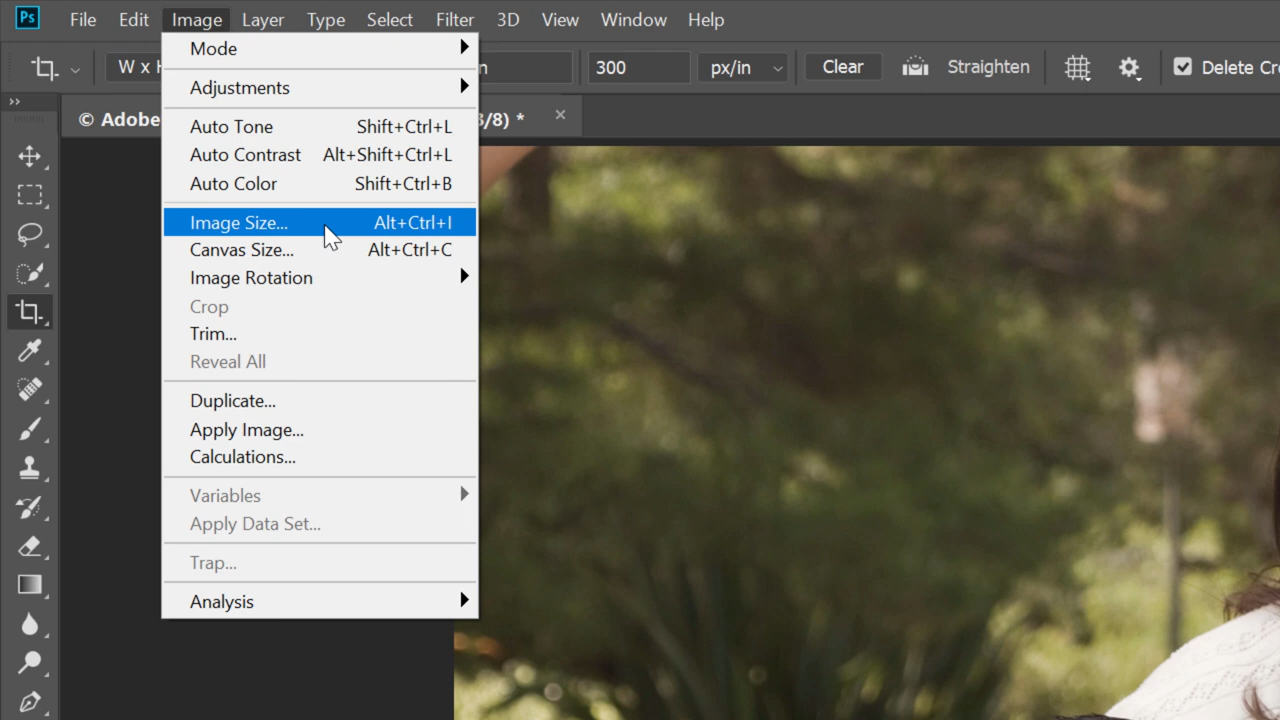 Ps File Edit Image Layer Type Select Filter 3D View Window Help
W x 300 px/in Clear Straighten Delete
© Adobe /8) *
Mode
Adjustments
Auto Tone Shift+Ctrl+L
Auto Contrast Alt+Shift+Ctrl+L
Auto Color Shift+Ctrl+B
Image Size... Alt+Ctrl+I
Canvas Size... Alt+Ctrl+C
Image Rotation
Crop
Trim...
Reveal All
Duplicate...
Apply Image...
Calculations...
Variables
Apply Data Set...
Trap...
Analysis